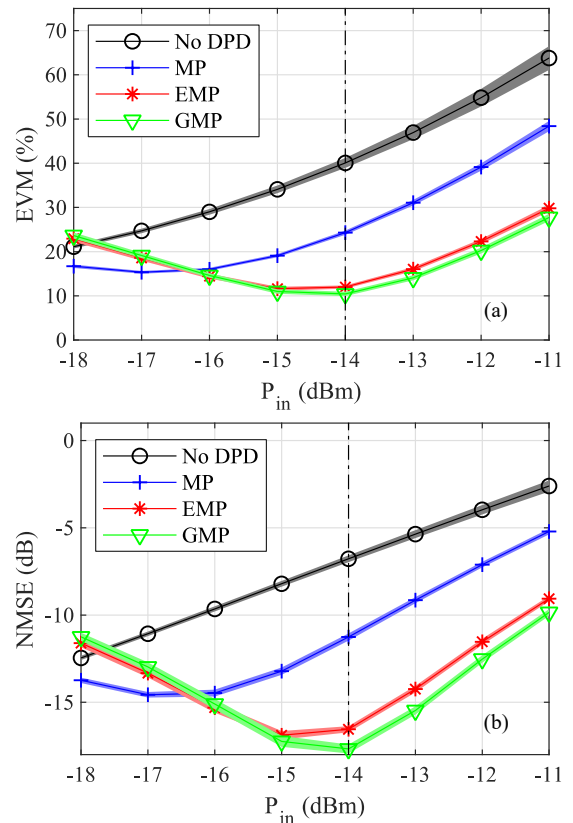 70
60
50
40
30
20
10
0
EVM (%)
No DPD
MP
EMP
GMP
(a)
-18 -17 -16 -15 -14 -13 -12 -11
P_in (dBm)
0
-5
-10
-15
NMSE (dB)
No DPD
MP
EMP
GMP
(b)
-18 -17 -16 -15 -14 -13 -12 -11
P_in (dBm)